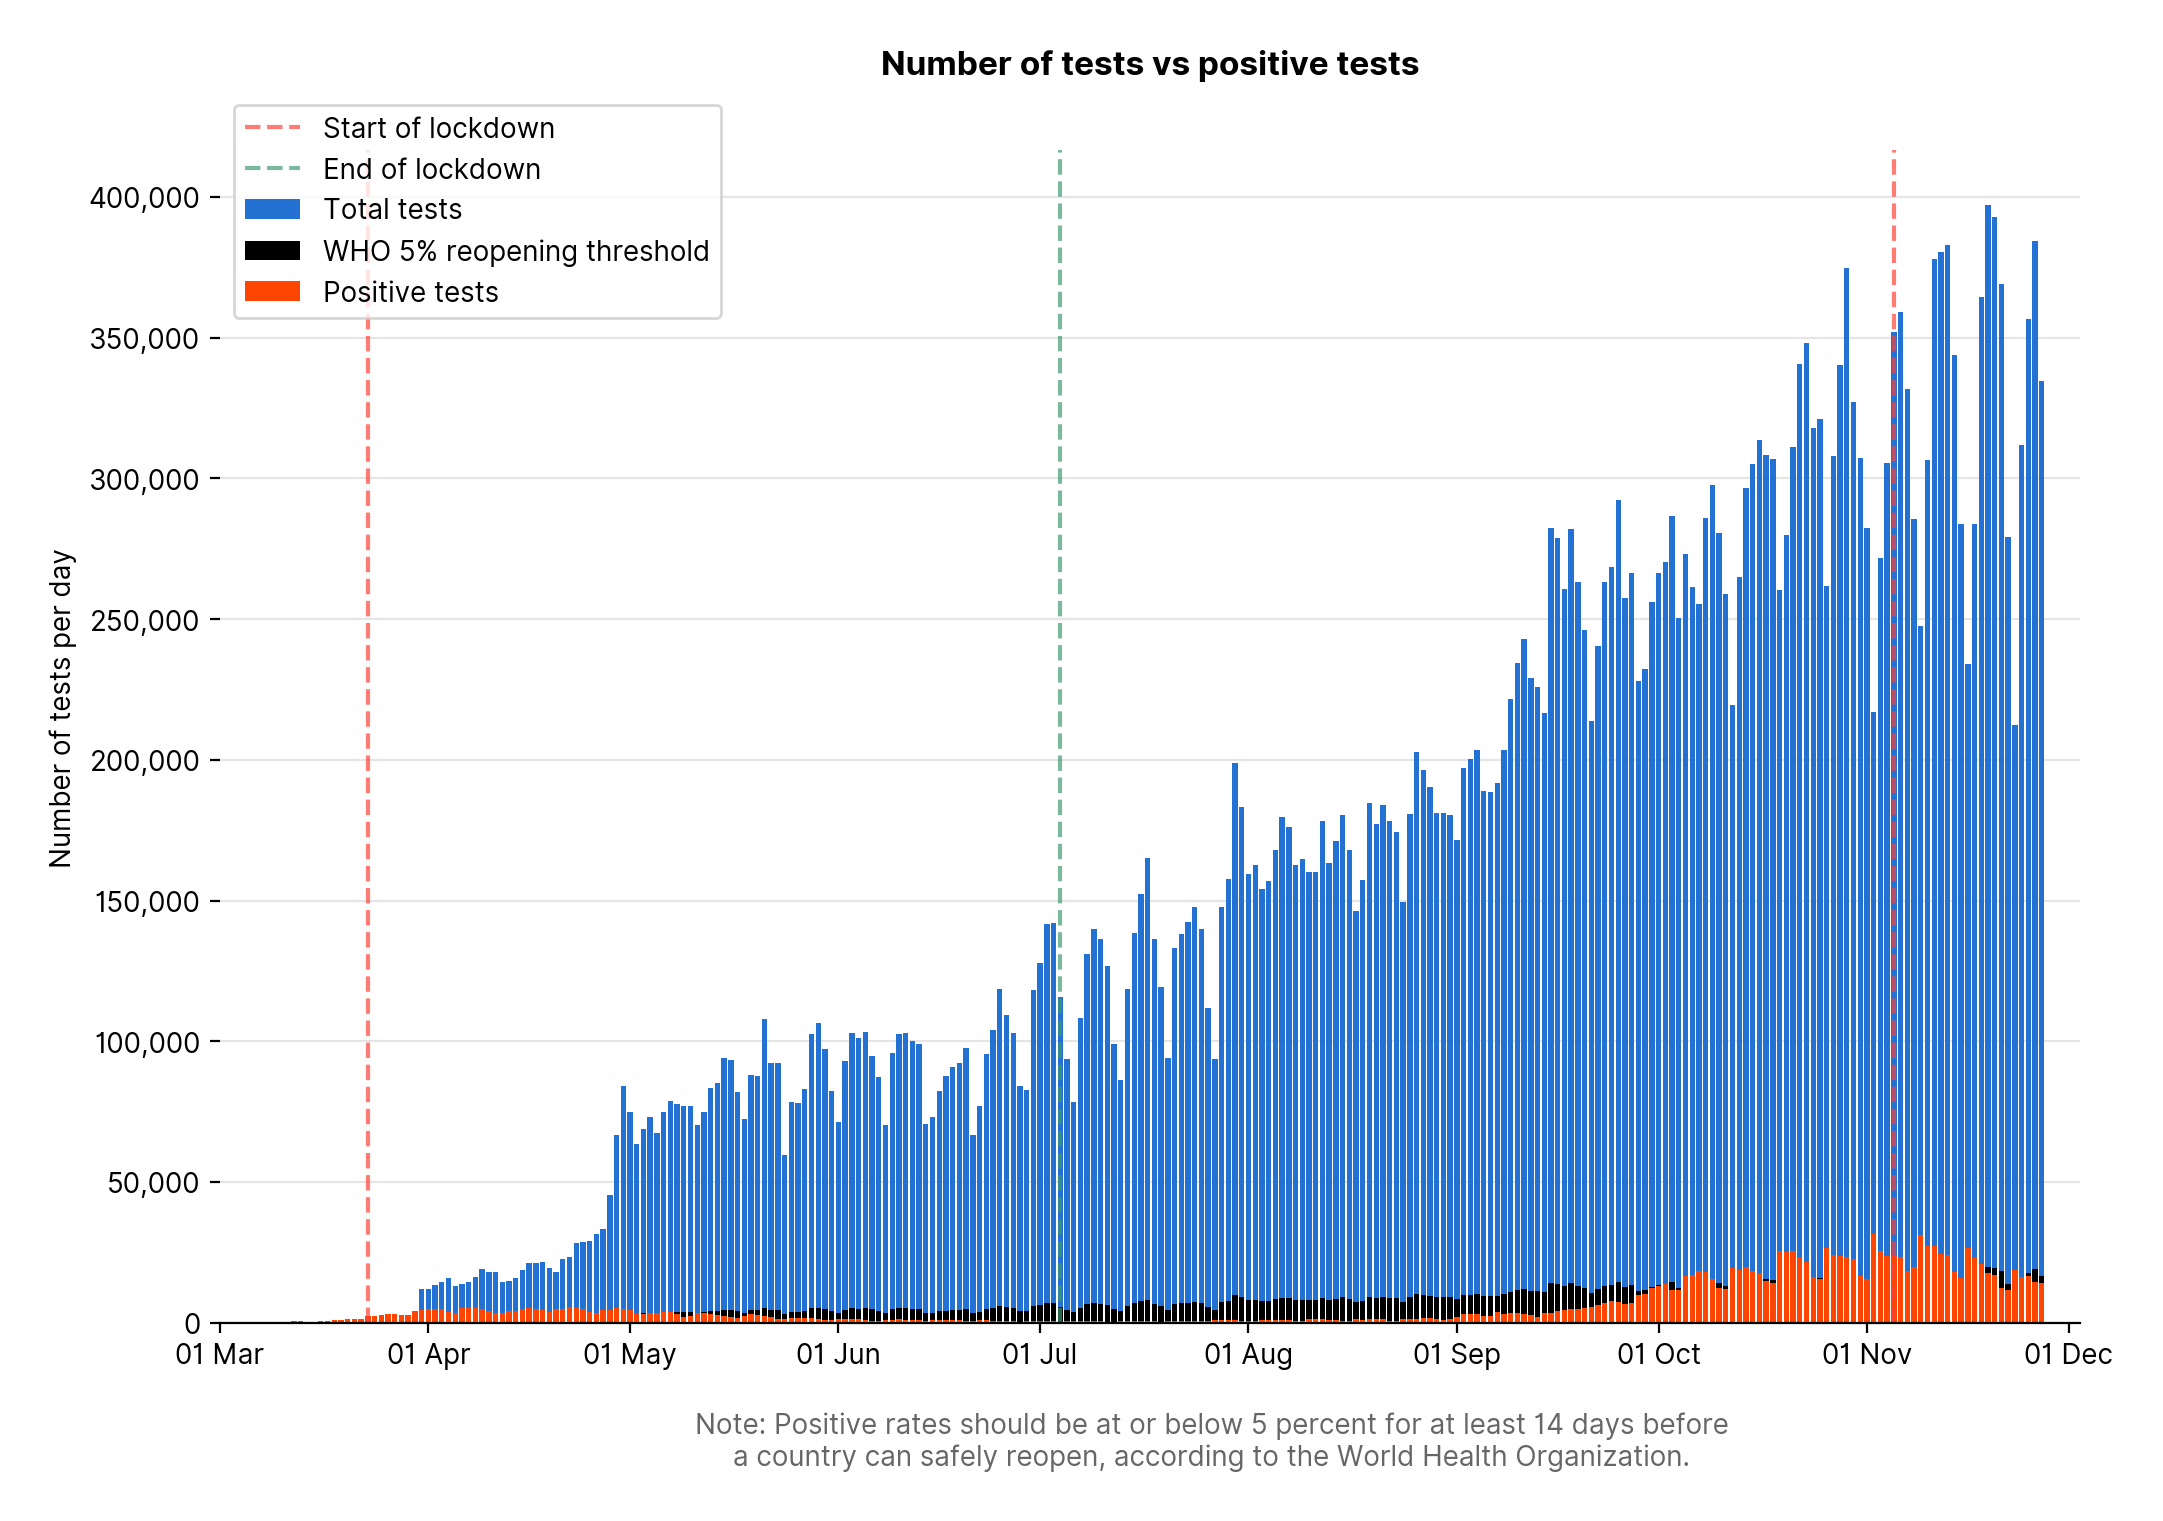 Number of tests vs positive tests
Start of lockdown
End of lockdown
Total tests
WHO 5% reopening threshold
Positive tests
Number of tests per day
400,000
350,000
300,000
250,000
200,000
150,000
100,000
50,000
0
01 Mar
01 Apr
01 May
01 Jun
01 Jul
01 Aug
01 Sep
01 Oct
01 Nov
01 Dec
Note: Positive rates should be at or below 5 percent for at least 14 days before
a country can safely reopen, according to the World Health Organization.